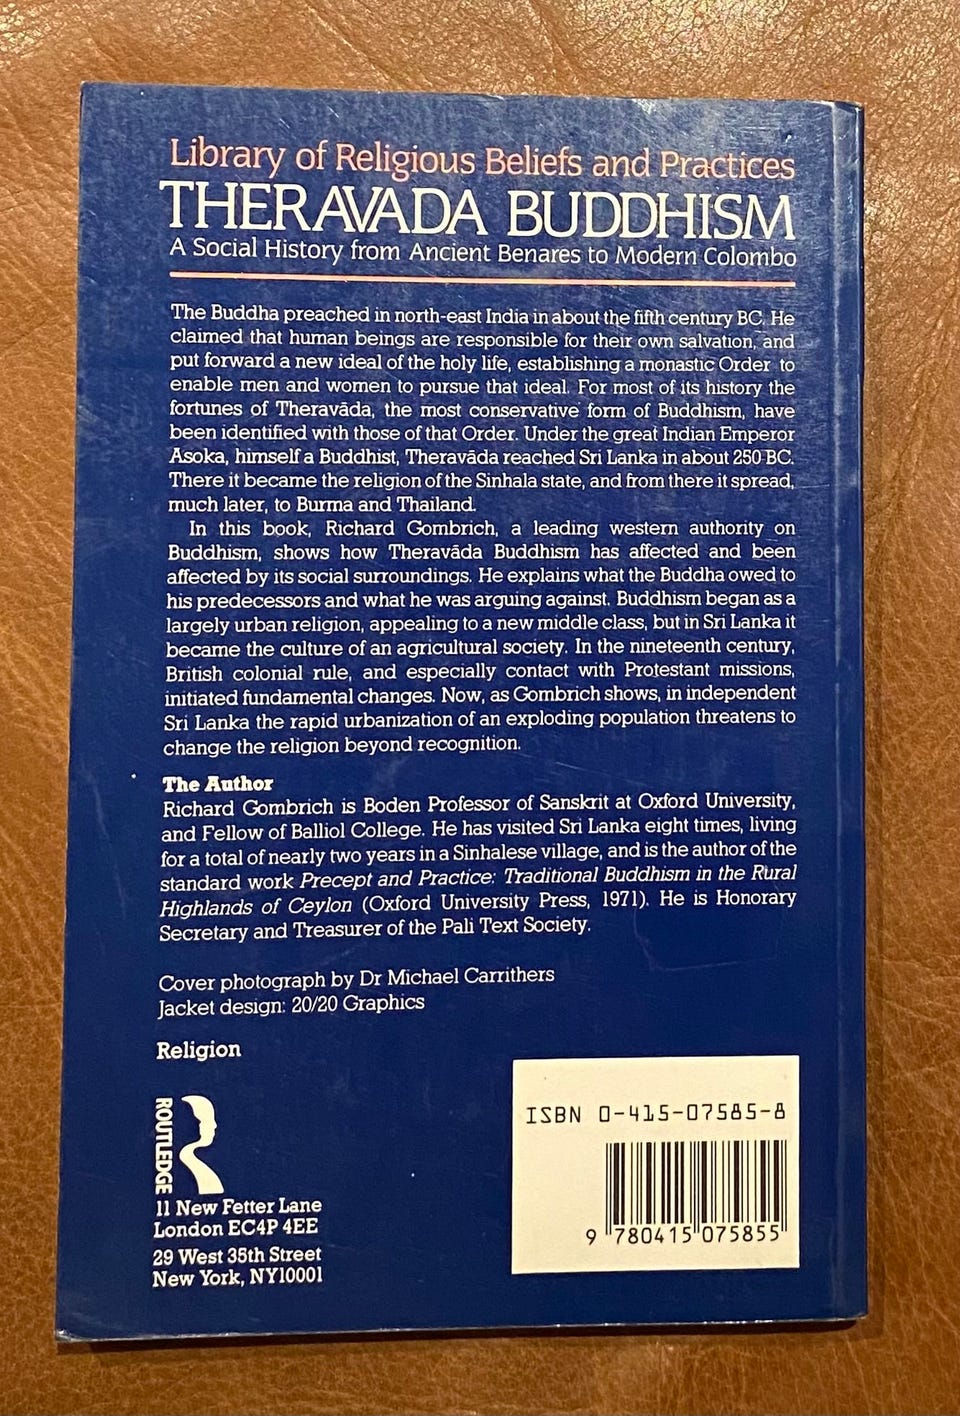 Library of Religious Beliefs and Practices
THERAVADA BUDDHISM
A Social History from Ancient Benares to Modern Colombo
The Buddha preached in north-east India in about the fifth century BC. He
claimed that human beings are responsible for their own salvation, and
put forward a new ideal of the holy life, establishing a monastic Order to
enable men and women to pursue that ideal. For most of its history the
fortunes of Theravāda, the most conservative form of Buddhism, have
been identified with those of that Order. Under the great Indian Emperor
Asoka, himself a Buddhist, Theravāda reached Sri Lanka in about 250 BC.
There it became the religion of the Sinhala state, and from there it spread,
much later, to Burma and Thailand.
In this book, Richard Gombrich, a leading western authority on
Buddhism, shows how Theravāda Buddhism has affected and been
affected by its social surroundings. He explains what the Buddha owed to
his predecessors and what he was arguing against. Buddhism began as a
largely urban religion, appealing to a new middle class, but in Sri Lanka it
became the culture of an agricultural society. In the nineteenth century,
British colonial rule, and especially contact with Protestant missions,
initiated fundamental changes. Now, as Gombrich shows, in independent
Sri Lanka the rapid urbanization of an exploding population threatens to
change the religion beyond recognition.
The Author
Richard Gombrich is Boden Professor of Sanskrit at Oxford University,
and Fellow of Balliol College. He has visited Sri Lanka eight times, living
for a total of nearly two years in a Sinhalese village, and is the author of the
standard work Precept and Practice: Traditional Buddhism in the Rural
Highlands of Ceylon (Oxford University Press, 1971). He is Honorary
Secretary and Treasurer of the Pali Text Society.
Cover photograph by Dr Michael Carrithers
Jacket design: 20/20 Graphics
Religion
ROUTLEDGE
11 New Fetter Lane
London EC4P 4EE
29 West 35th Street
New York, NY10001
ISBN 0-415-07585-8
9 780415 075855